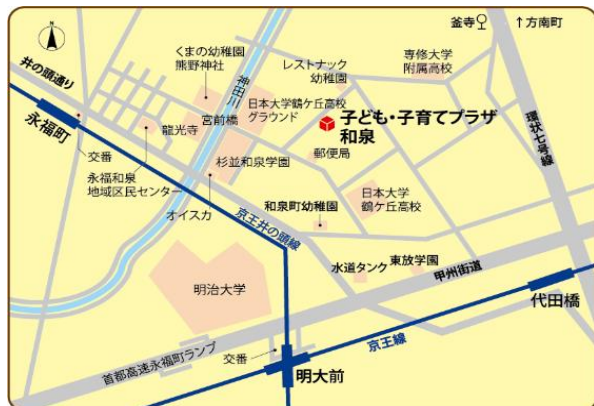 釜寺
↑方南町
くまの幼稚園
熊野神社
レストナック
幼稚園
専修大学
附属高校
井の頭通り
神田川
日本大学鶴ケ丘高校
グラウンド
子ども・子育てプラザ
和泉
宮前橋
龍光寺
永福町
郵便局
環状七号線
交番
杉並和泉学園
永福和泉
地域区民センター
日本大学
鶴ケ丘高校
オイスカ
和泉町幼稚園
京王井の頭線
水道タンク
東放学園
甲州街道
明治大学
代田橋
京王線
首都高速永福町ランプ
交番
明大前